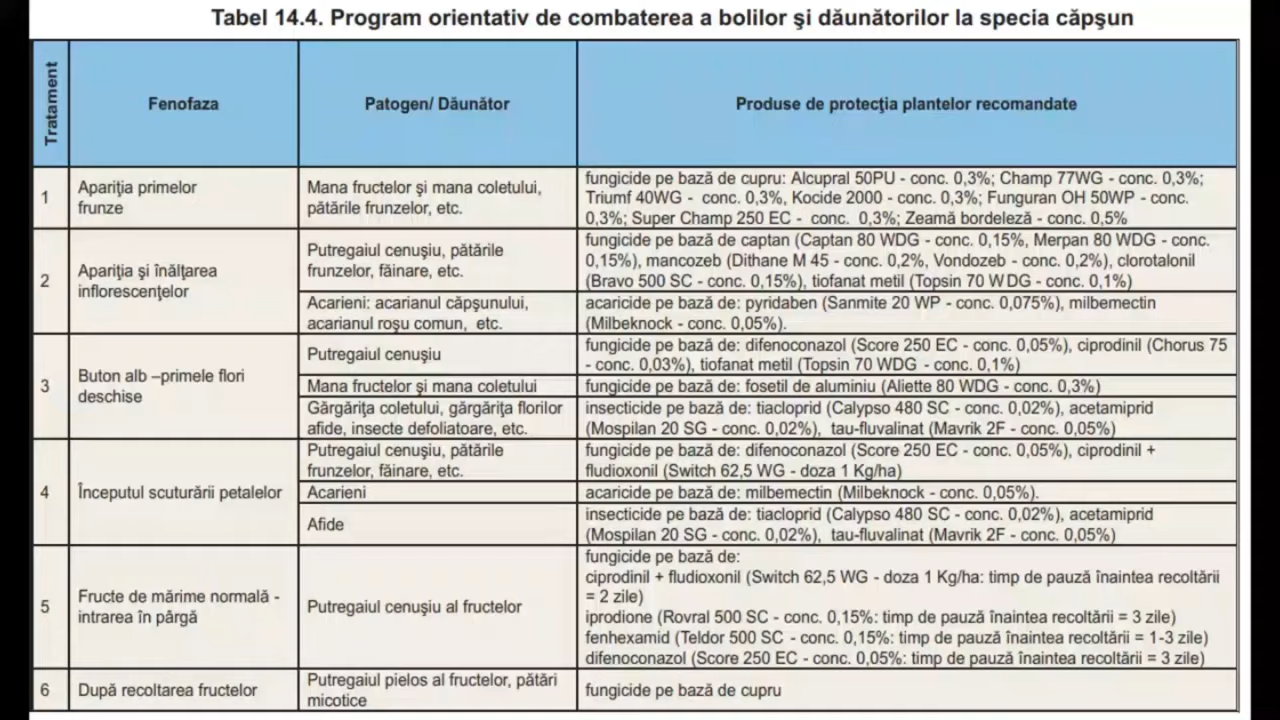 Tabel 14.4. Program orientativ de combaterea a bolilor şi dăunătorilor la specia căpşun
Tratament
Fenofaza
Patogen/ Dăunător
Produse de protecţia plantelor recomandate
1
Apariţia primelor
frunze
Mana fructelor şi mana coletului,
pătările frunzelor, etc.
fungicide pe bază de cupru: Alcupral 50PU - conc. 0,3%; Champ 77WG - conc. 0,3%;
Triumf 40WG - conc. 0,3%, Kocide 2000 - conc. 0,3%; Funguran OH 50WP - conc.
0,3%; Super Champ 250 EC - conc. 0,3%; Zeamă bordeleză - conc. 0,5%
2
Apariţia şi înălţarea
inflorescenţelor
Putregaiul cenuşiu, pătările
frunzelor, făinare, etc.
fungicide pe bază de captan (Captan 80 WDG - conc. 0,15%, Merpan 80 WDG - conc.
0,15%), mancozeb (Dithane M 45 - conc. 0,2%, Vondozeb - conc. 0,2%), clorotalonil
(Bravo 500 SC - conc. 0,15%), tiofanat metil (Topsin 70 WDG - conc. 0,1%)
Acarieni: acarianul căpşunului,
acarianul roşu comun, etc.
acaricide pe bază de: pyridaben (Sanmite 20 WP - conc. 0,075%), milbemectin
(Milbeknock - conc. 0,05%).
3
Buton alb –primele flori
deschise
Putregaiul cenuşiu
fungicide pe bază de: difenoconazol (Score 250 EC - conc. 0,05%), ciprodinil (Chorus 75
- conc. 0,03%), tiofanat metil (Topsin 70 WDG - conc. 0,1%)
Mana fructelor şi mana coletului
fungicide pe bază de: fosetil de aluminiu (Aliette 80 WDG - conc. 0,3%)
Gărgăriţa coletului, gărgăriţa florilor
afide, insecte defoliatoare, etc.
insecticide pe bază de: tiacloprid (Calypso 480 SC - conc. 0,02%), acetamiprid
(Mospilan 20 SG - conc. 0,02%), tau-fluvalinat (Mavrik 2F - conc. 0,05%)
4
Începutul scuturării petalelor
Putregaiul cenuşiu, pătările
frunzelor, făinare, etc.
fungicide pe bază de: difenoconazol (Score 250 EC - conc. 0,05%), ciprodinil +
fludioxonil (Switch 62,5 WG - doza 1 Kg/ha)
Acarieni
acaricide pe bază de: milbemectin (Milbeknock - conc. 0,05%).
Afide
insecticide pe bază de: tiacloprid (Calypso 480 SC - conc. 0,02%), acetamiprid
(Mospilan 20 SG - conc. 0,02%), tau-fluvalinat (Mavrik 2F - conc. 0,05%)
5
Fructe de mărime normală -
intrarea în pârgă
Putregaiul cenuşiu al fructelor
fungicide pe bază de:
ciprodinil + fludioxonil (Switch 62,5 WG - doza 1 Kg/ha: timp de pauză înaintea recoltării
= 2 zile)
iprodione (Rovral 500 SC - conc. 0,15%: timp de pauză înaintea recoltării = 3 zile)
fenhexamid (Teldor 500 SC - conc. 0,15%: timp de pauză înaintea recoltării = 1-3 zile)
difenoconazol (Score 250 EC - conc. 0,05%: timp de pauză înaintea recoltării = 3 zile)
6
După recoltarea fructelor
Putregaiul pielos al fructelor, pătări
micotice
fungicide pe bază de cupru